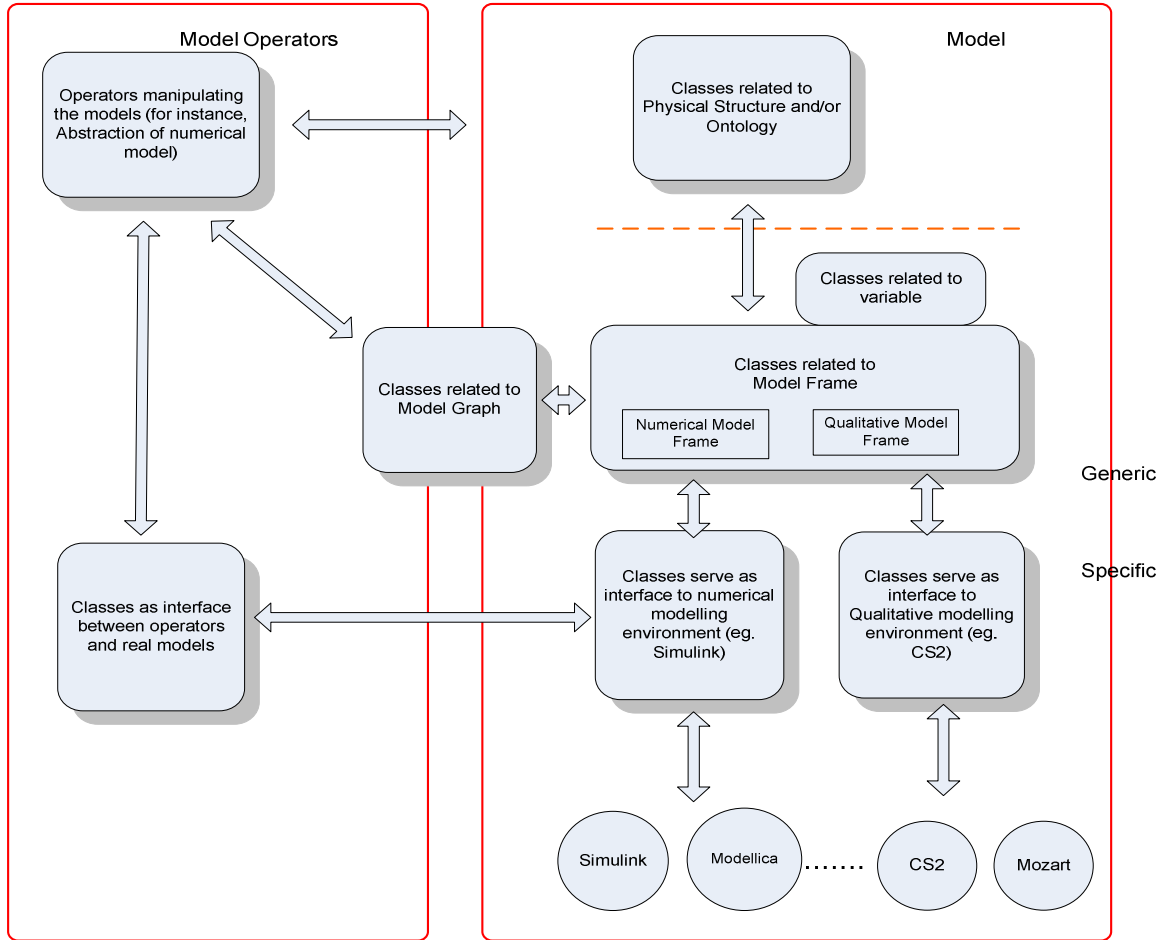 Model Operators
Operators manipulating
the models (for instance,
Abstraction of numerical
model)
Model
Classes related to
Physical Structure and/or
Ontology
Classes related to
variable
Classes related to
Model Graph
Classes related to
Model Frame
Numerical Model
Frame
Qualitative Model
Frame
Generic
Specific
Classes as interface
between operators
and real models
Classes serve as
interface to numerical
modelling
environment (eg.
Simulink)
Classes serve as
interface to
Qualitative modelling
environment (eg.
CS2)
Simulink
Modellica
.......
CS2
Mozart